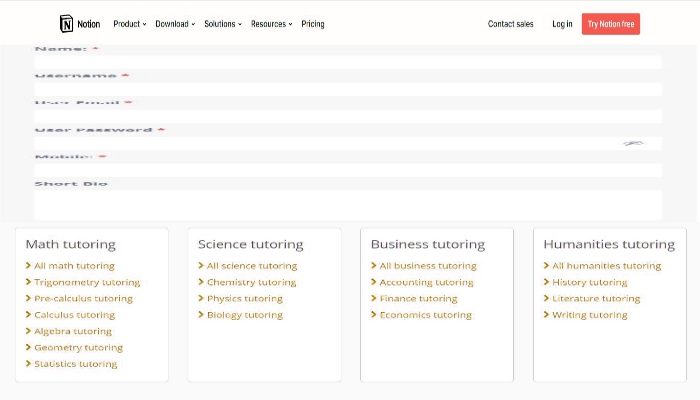 Notion Product Download Solutions Resources Pricing Contact sales Log in Try Notion free
Name: *
Username *
User Email *
User Password *
Mobile: *
Short Bio
Math tutoring
All math tutoring
Trigonometry tutoring
Pre-calculus tutoring
Calculus tutoring
Algebra tutoring
Geometry tutoring
Statistics tutoring
Science tutoring
All science tutoring
Chemistry tutoring
Physics tutoring
Biology tutoring
Business tutoring
All business tutoring
Accounting tutoring
Finance tutoring
Economics tutoring
Humanities tutoring
All humanities tutoring
History tutoring
Literature tutoring
Writing tutoring